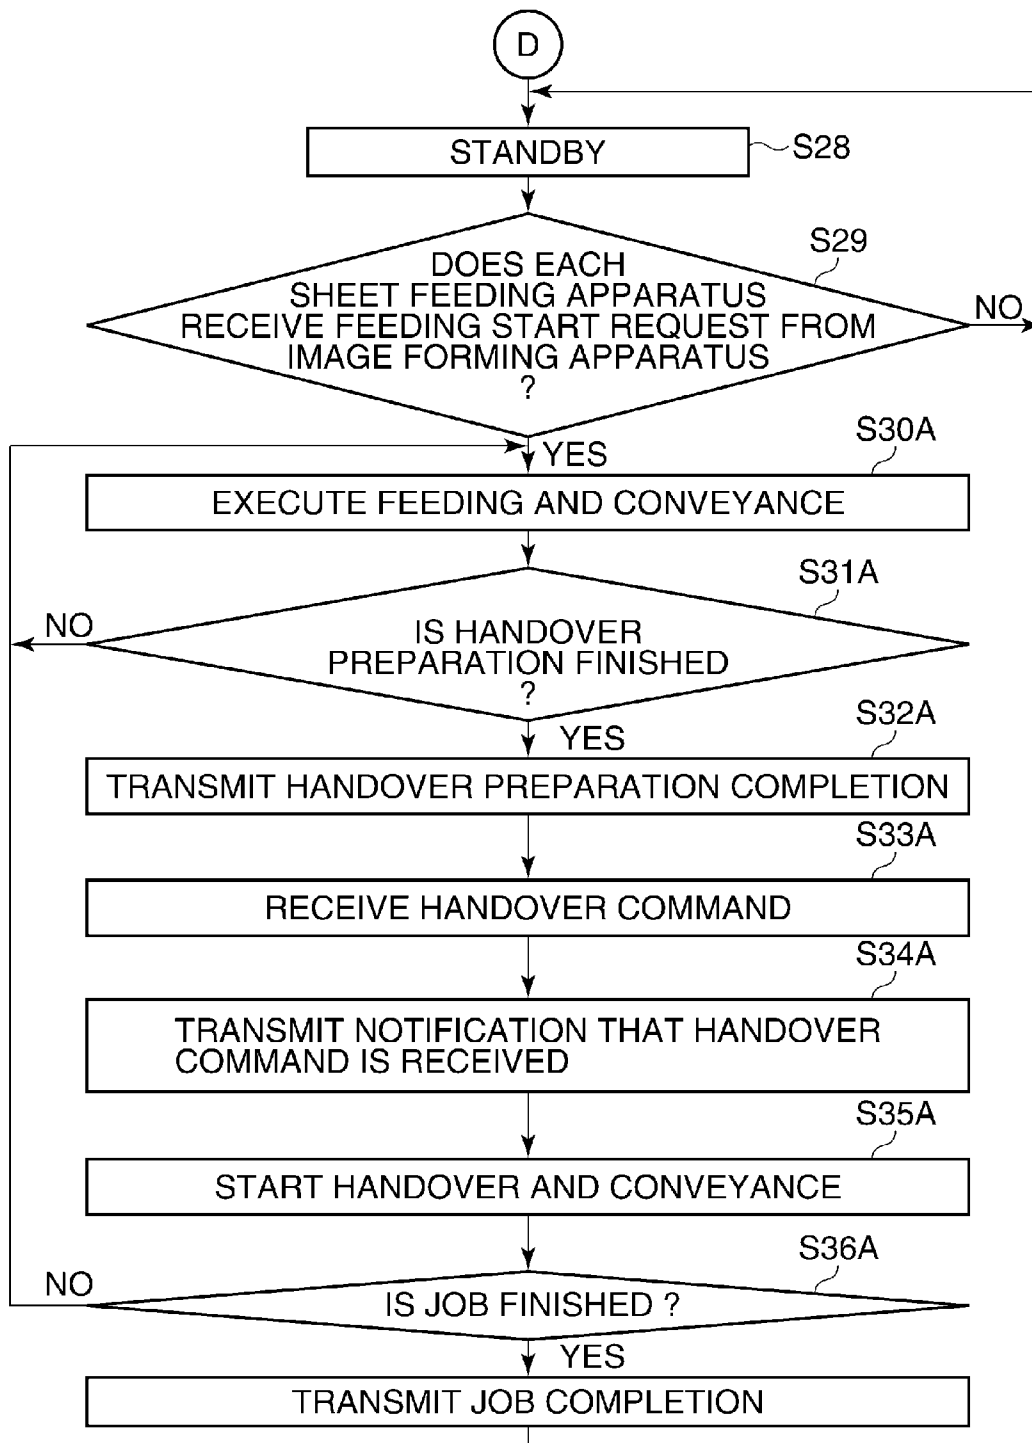 D
STANDBY
S28
S29
DOES EACH
SHEET FEEDING APPARATUS
RECEIVE FEEDING START REQUEST FROM
IMAGE FORMING APPARATUS
?
NO
YES
S30A
EXECUTE FEEDING AND CONVEYANCE
S31A
NO
IS HANDOVER
PREPARATION FINISHED
?
YES
S32A
TRANSMIT HANDOVER PREPARATION COMPLETION
S33A
RECEIVE HANDOVER COMMAND
S34A
TRANSMIT NOTIFICATION THAT HANDOVER
COMMAND IS RECEIVED
S35A
START HANDOVER AND CONVEYANCE
S36A
NO
IS JOB FINISHED ?
YES
TRANSMIT JOB COMPLETION